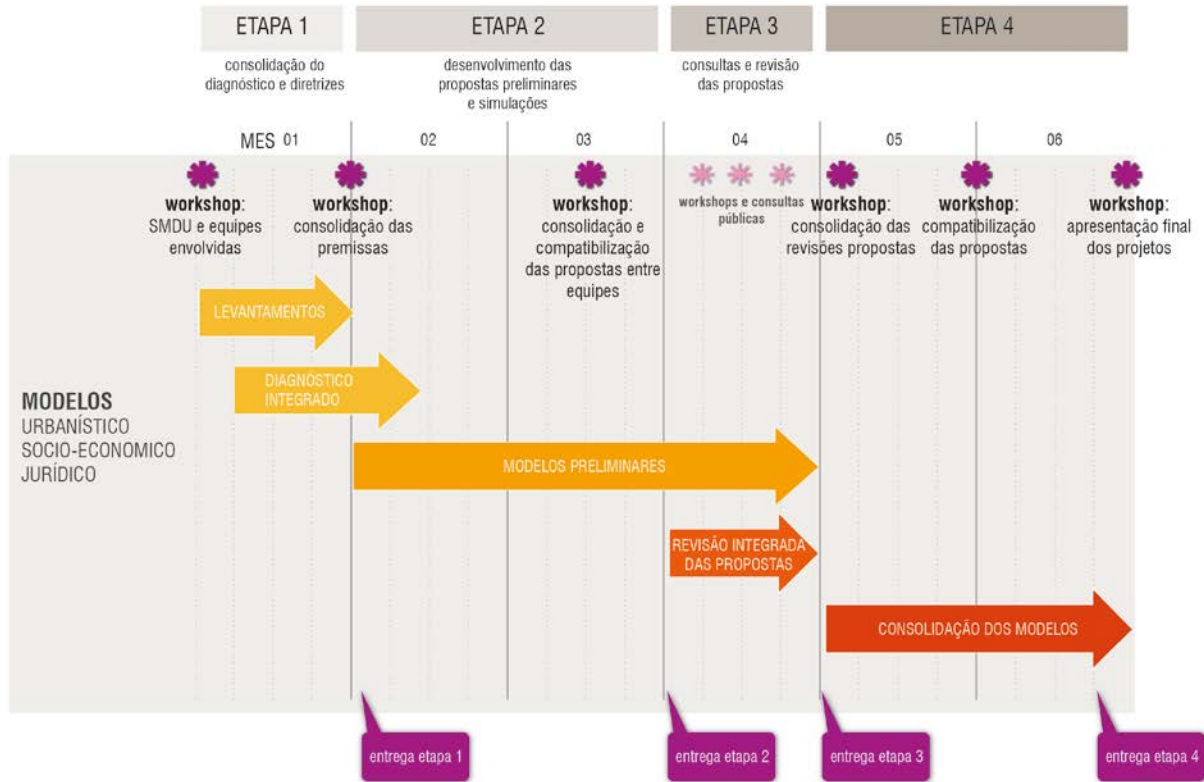 ETAPA 1
ETAPA 2
ETAPA 3
ETAPA 4
consolidação do
diagnóstico e diretrizes
desenvolvimento das
propostas preliminares
e simulações
consultas e revisão
das propostas
MES 01
02
03
04
05
06
workshop:
SMDU e equipes
envolvidas
workshop:
consolidação das
premissas
workshop:
consolidação e
compatibilização
das propostas entre
equipes
workshops e consultas
públicas
workshop:
consolidação das
revisões propostas
workshop:
compatibilização
das propostas
workshop:
apresentação final
dos projetos
LEVANTAMENTOS
DIAGNÓSTICO
INTEGRADO
MODELOS
URBANÍSTICO
SOCIO-ECONOMICO
JURÍDICO
MODELOS PRELIMINARES
REVISÃO INTEGRADA
DAS PROPOSTAS
CONSOLIDAÇÃO DOS MODELOS
entrega etapa 1
entrega etapa 2
entrega etapa 3
entrega etapa 4